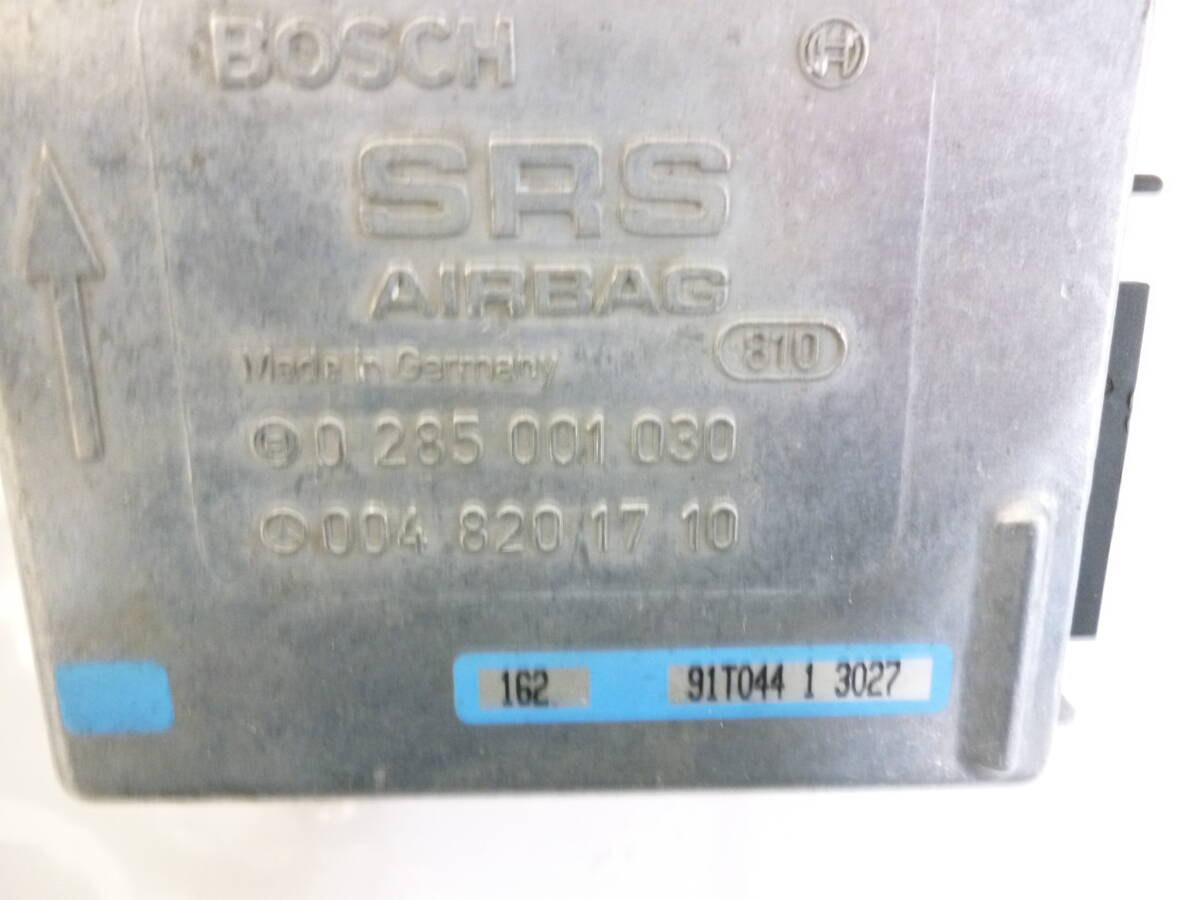 BOSCH
SRS
AIRBAG
Made in Germany 810
0 285 001 030
004 820 17 10
162 91T044 1 3027